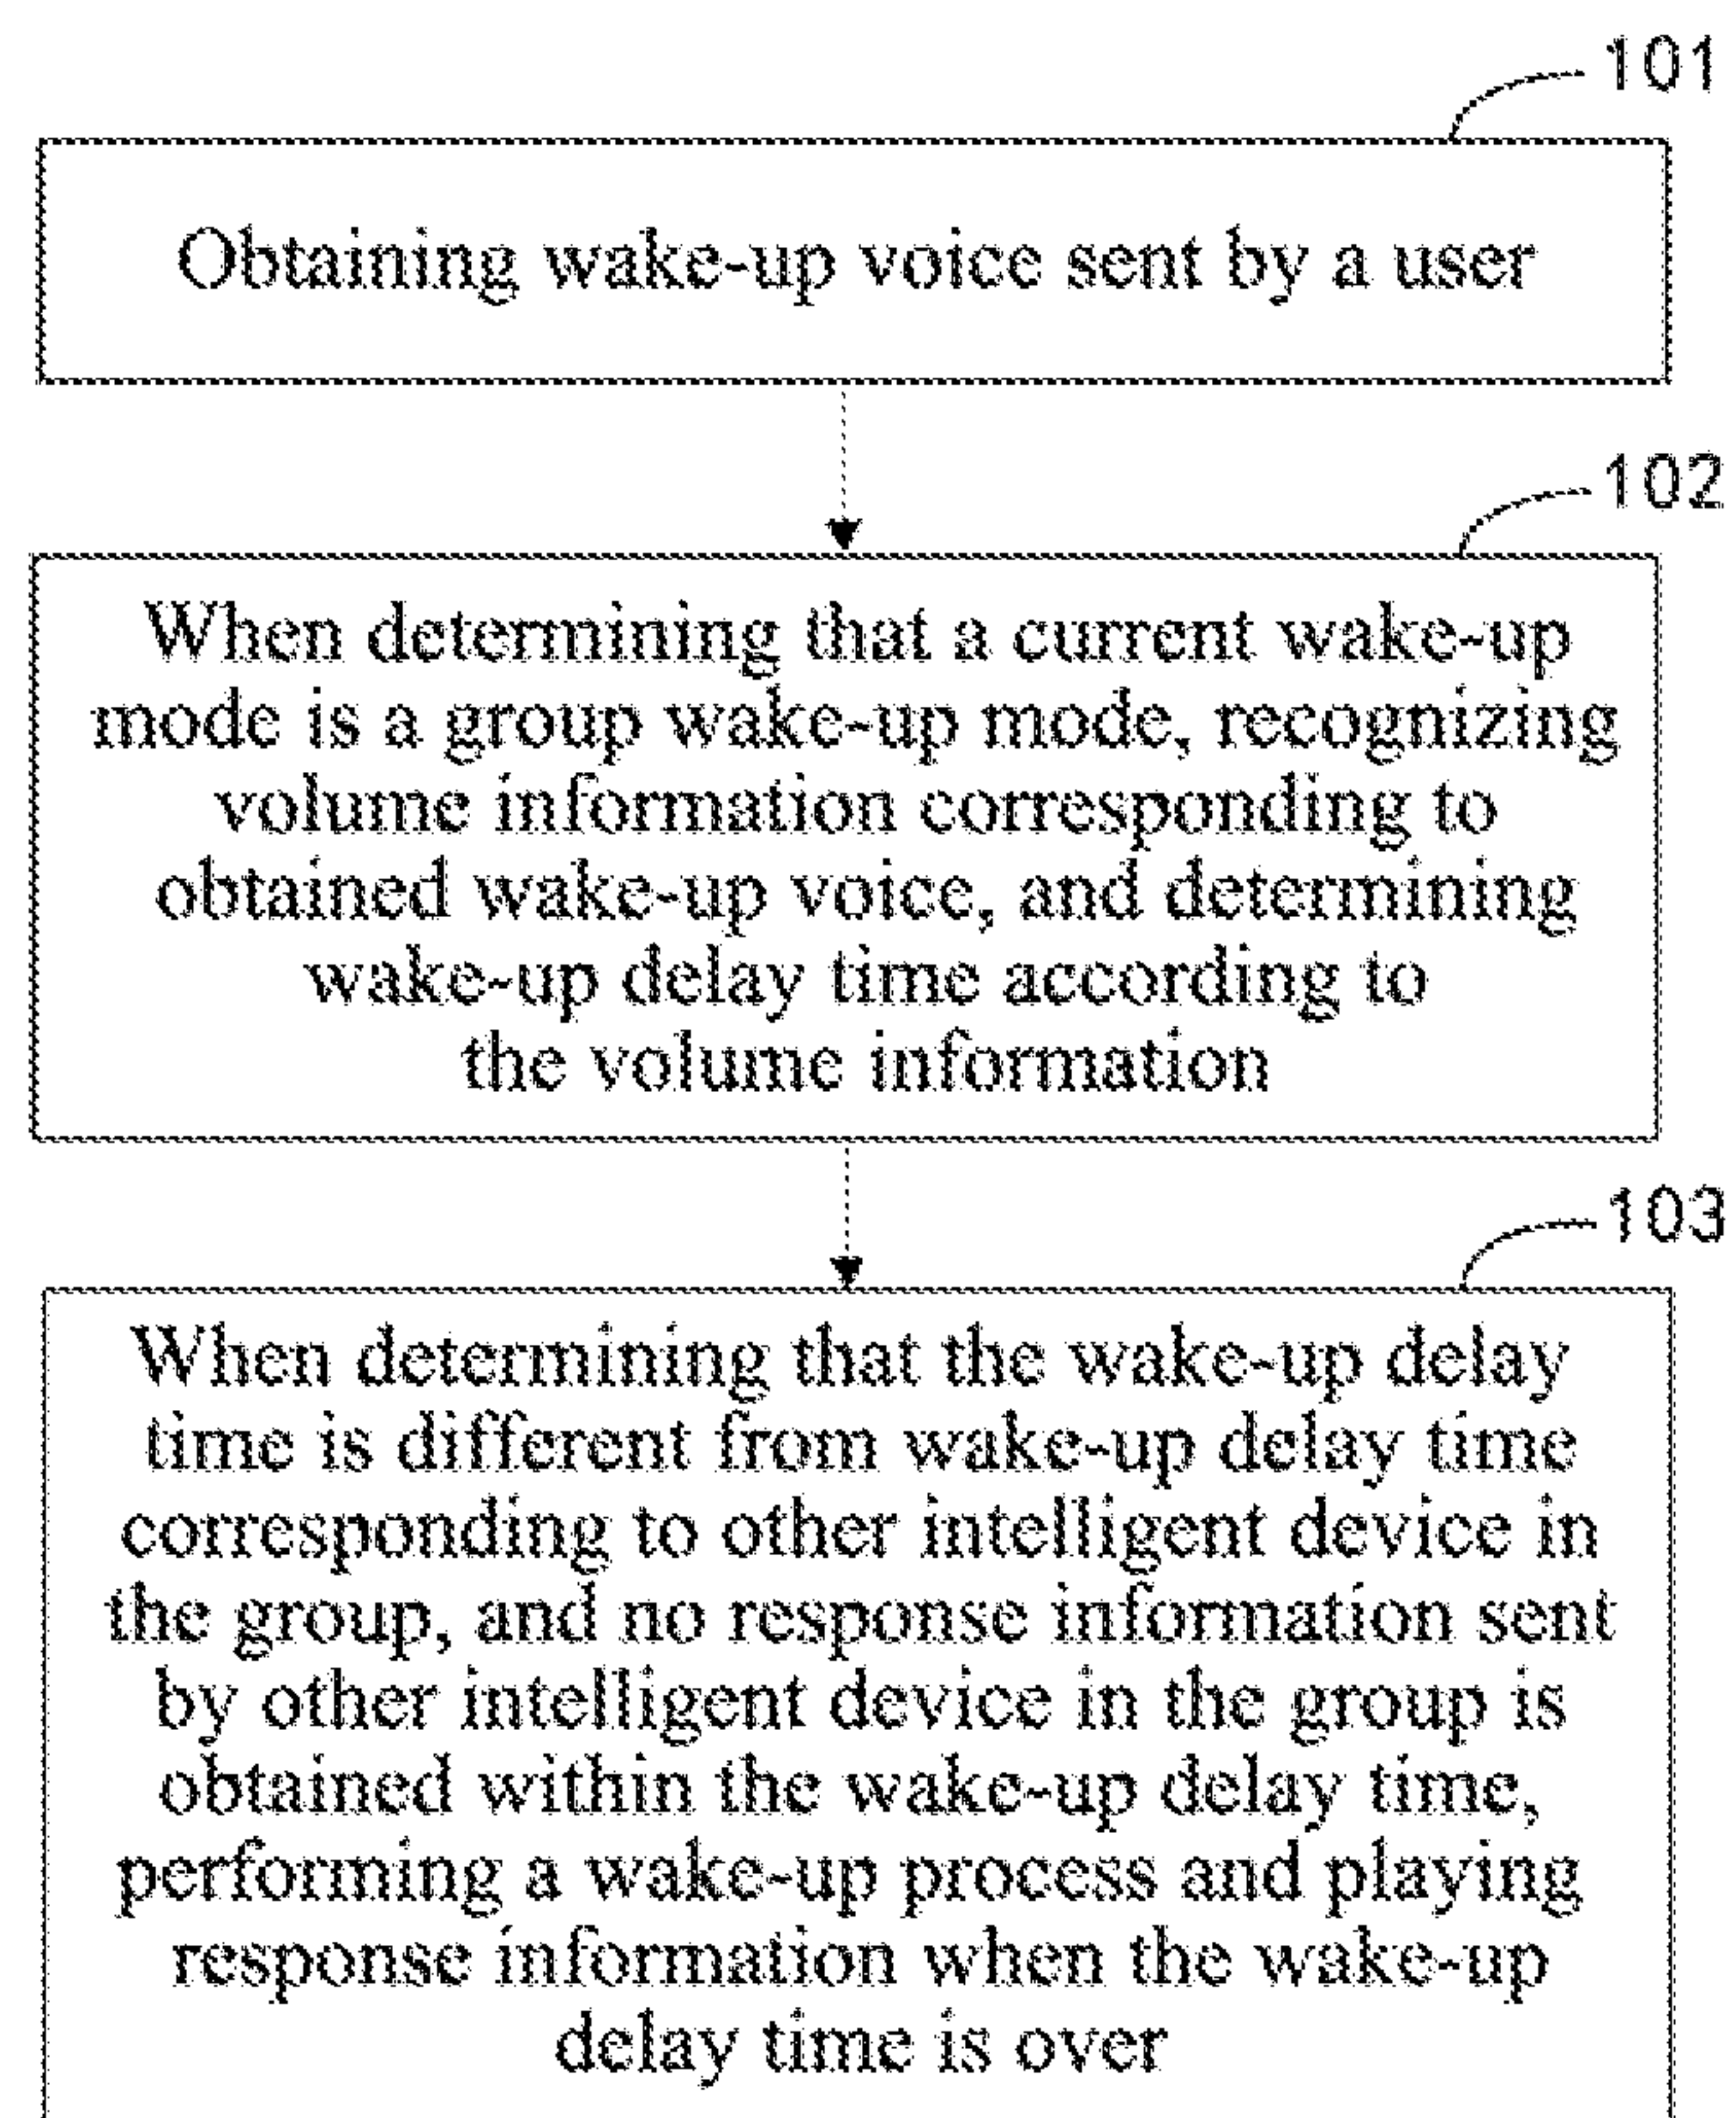 101
Obtaining wake-up voice sent by a user
102
When determining that a current wake-up
mode is a group wake-up mode, recognizing
volume information corresponding to
obtained wake-up voice, and determining
wake-up delay time according to
the volume information
103
When determining that the wake-up delay
time is different from wake-up delay time
corresponding to other intelligent device in
the group, and no response information sent
by other intelligent device in the group is
obtained within the wake-up delay time,
performing a wake-up process and playing
response information when the wake-up
delay time is over